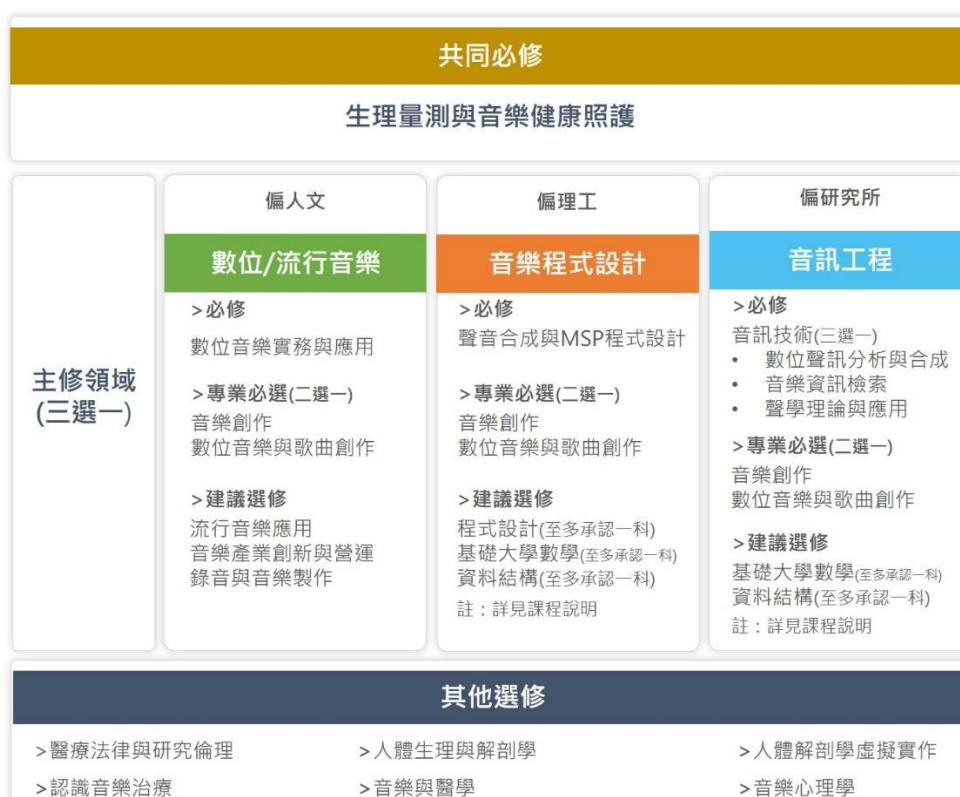 共同必修
生理量測與音樂健康照護
主修領域
(三選一)
偏人文
數位/流行音樂
>必修
數位音樂實務與應用
>專業必選(二選一)
音樂創作
數位音樂與歌曲創作
>建議選修
流行音樂應用
音樂產業創新與營運
錄音與音樂製作
偏理工
音樂程式設計
>必修
聲音合成與MSP程式設計
>專業必選(二選一)
音樂創作
數位音樂與歌曲創作
>建議選修
程式設計(至多承認一科)
基礎大學數學(至多承認一科)
資料結構(至多承認一科)
註：詳見課程說明
偏研究所
音訊工程
>必修
音訊技術(三選一)
• 數位聲訊分析與合成
• 音樂資訊檢索
• 聲學理論與應用
>專業必選(二選一)
音樂創作
數位音樂與歌曲創作
>建議選修
基礎大學數學(至多承認一科)
資料結構(至多承認一科)
註：詳見課程說明
其他選修
>醫療法律與研究倫理
>人體生理與解剖學
>人體解剖學虛擬實作
>認識音樂治療
>音樂與醫學
>音樂心理學